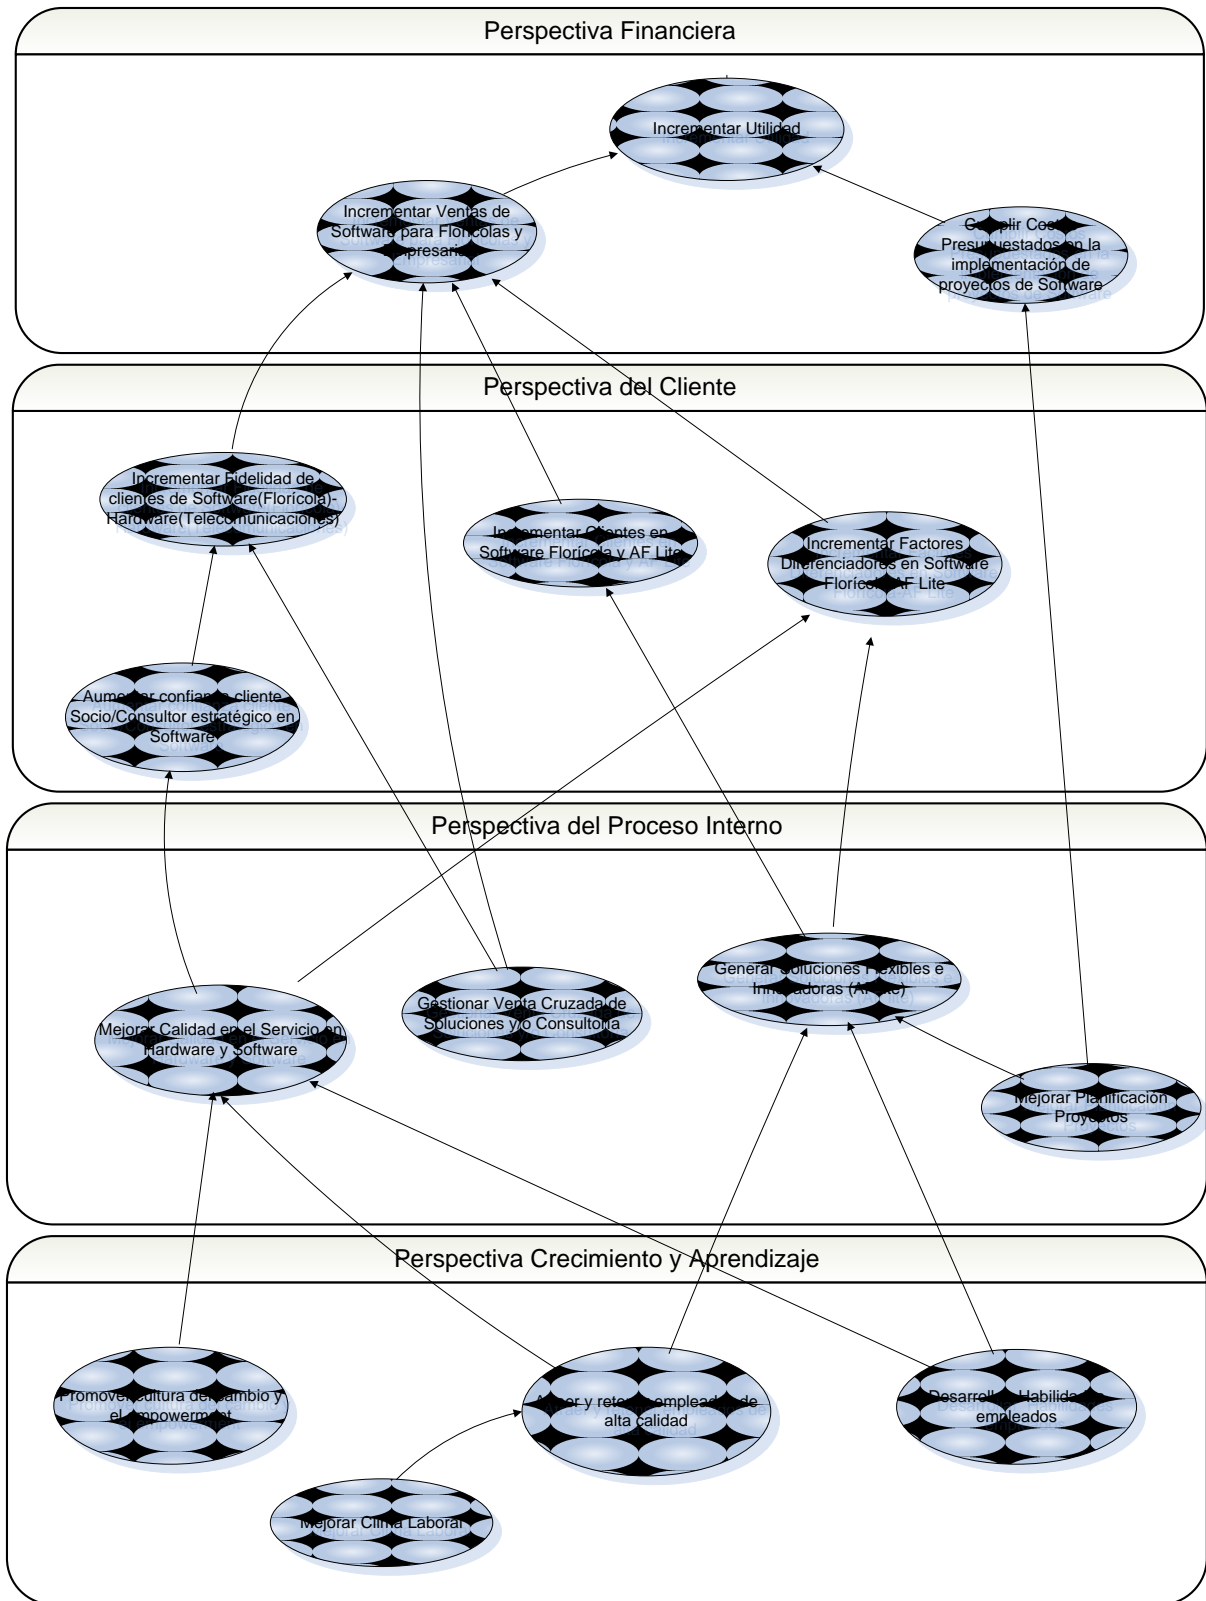 Perspectiva Financiera
Incrementar Utilidad
Incrementar Ventas de
Software para Florícolas y
Empresarial
Cumplir Costos
Presupuestados en la
implementación de
proyectos de Software
Perspectiva del Cliente
Incrementar Fidelidad de
clientes de Software(Florícola)-
Hardware(Telecomunicaciones)
Incrementar Clientes en
Software Florícola y AF Lite
Incrementar Factores
Diferenciadores en Software
Florícola-AF Lite
Aumentar confianza cliente
Socio/Consultor estratégico en
Software
Perspectiva del Proceso Interno
Generar Soluciones Flexibles e
Innovadoras (AF Lite)
Gestionar Venta Cruzada de
Soluciones y/o Consultoría
Mejorar Calidad en el Servicio en
Hardware y Software
Mejorar Planificación
Proyectos
Perspectiva Crecimiento y Aprendizaje
Promover cultura del cambio y
el empowerment
Atraer y retener empleados de
alta calidad
Desarrollar Habilidades
empleados
Mejorar Clima Laboral